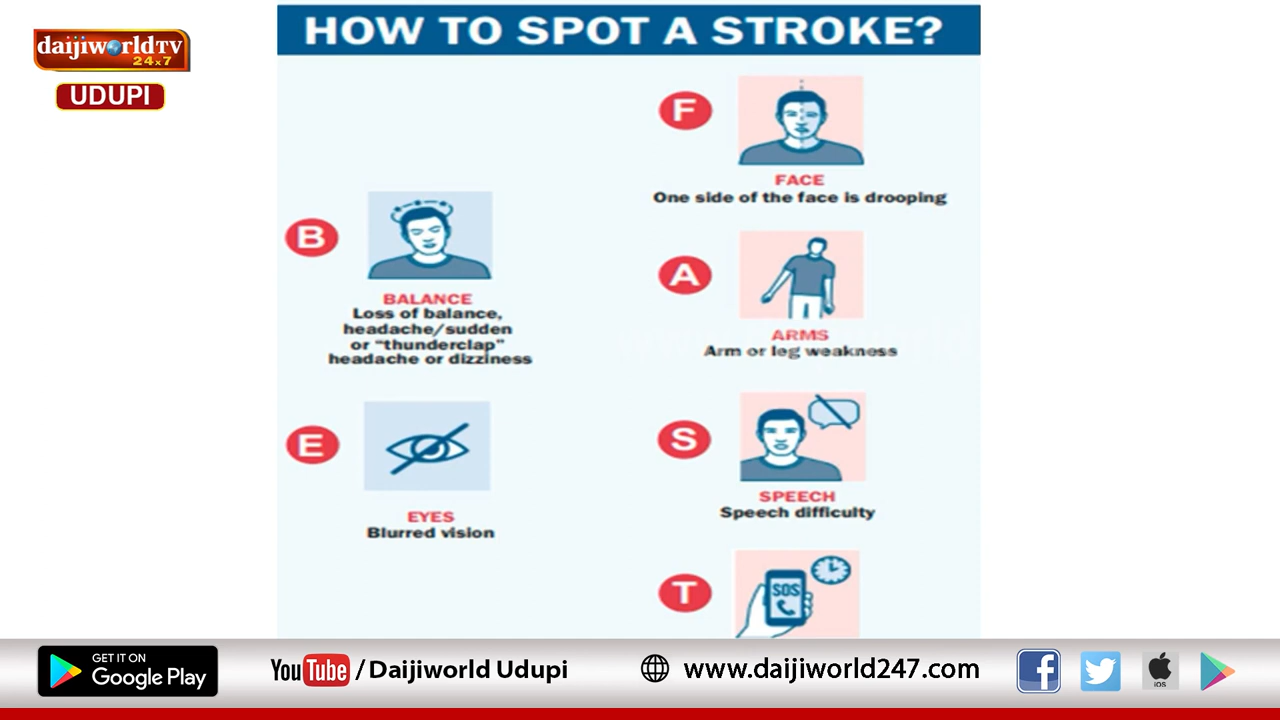 daijiworldTV
24x7
UDUPI
HOW TO SPOT A STROKE?
B
BALANCE
Loss of balance,
headache/sudden
or "thunderclap"
headache or dizziness
E
EYES
Blurred vision
F
FACE
One side of the face is drooping
A
ARMS
Arm or leg weakness
S
SPEECH
Speech difficulty
T
SOS
GET IT ON
Google Play
YouTube / Daijiworld Udupi
www.daijiworld247.com
iOS